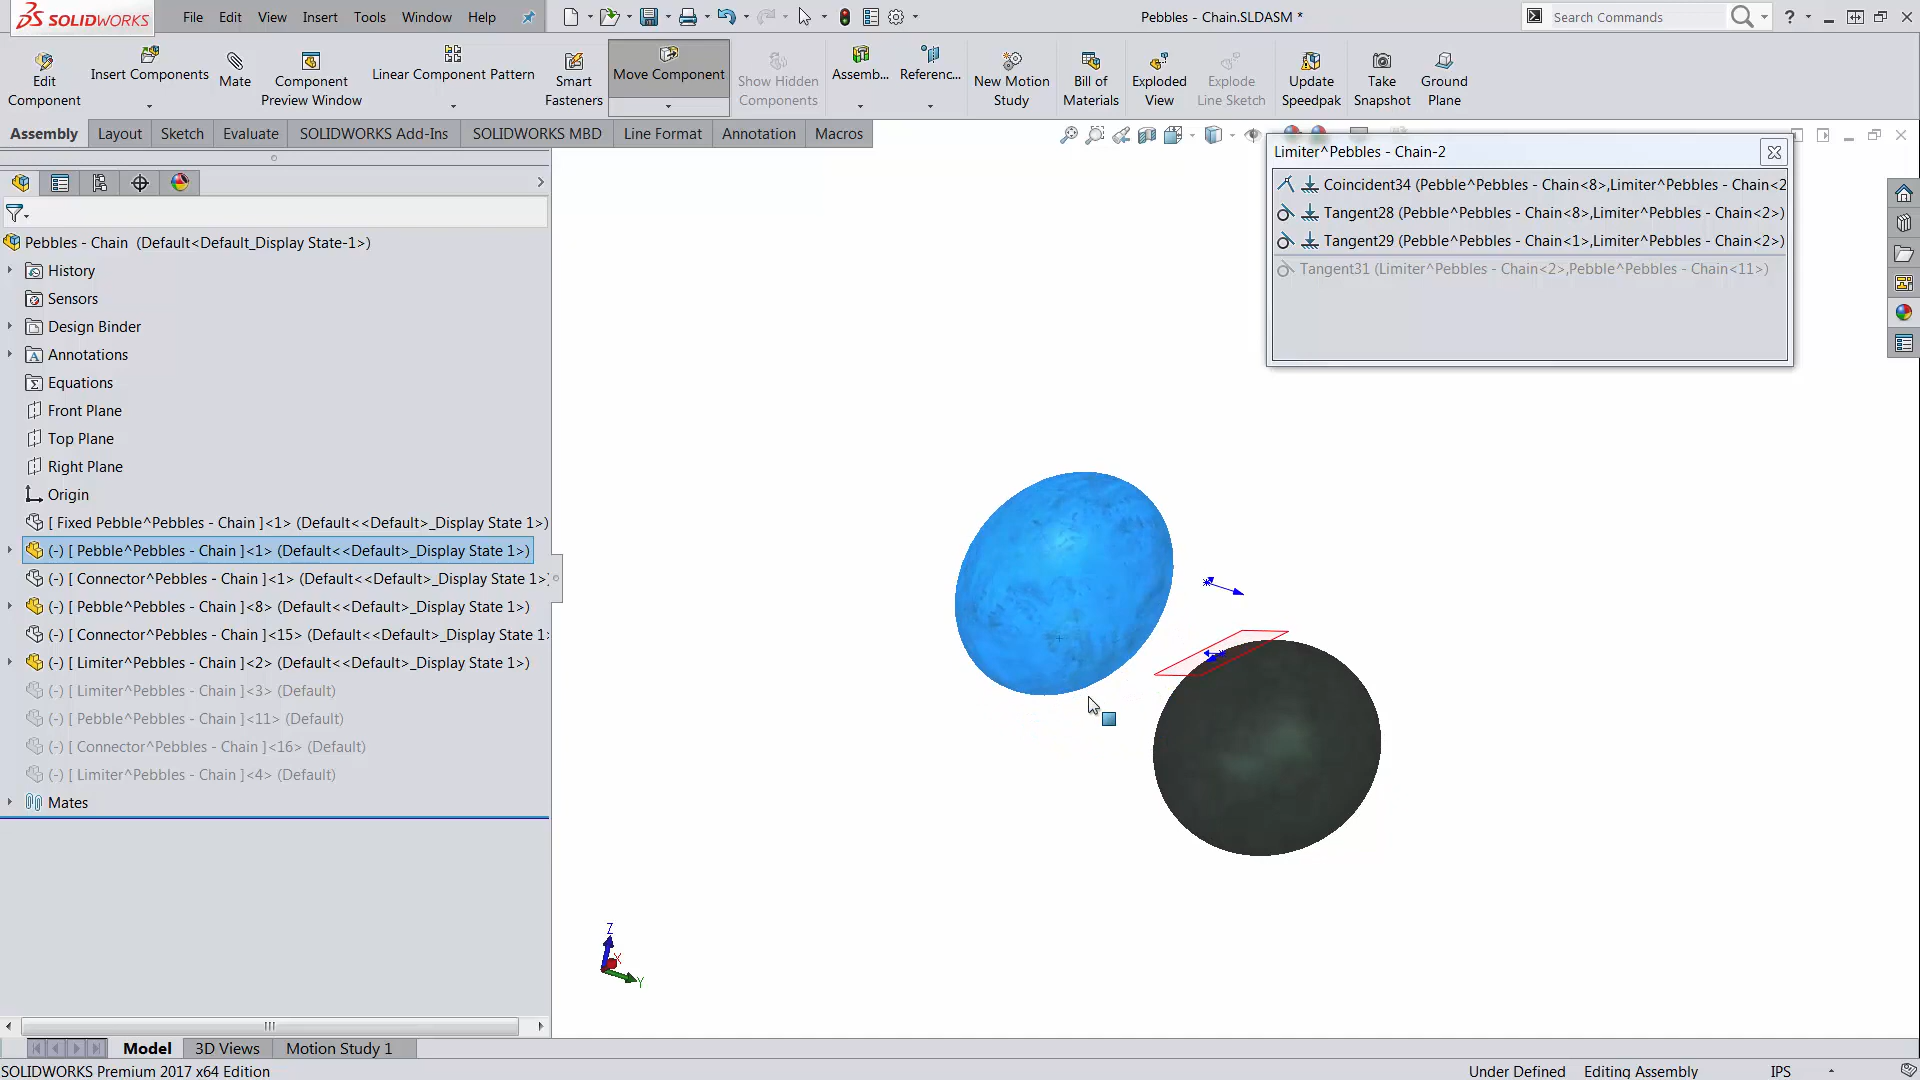 SOLIDWORKS
File
Edit
View
Insert
Tools
Window
Help
Pebbles - Chain.SLDASM *
Search Commands
?
Edit Component
Insert Components
Mate
Component Preview Window
Linear Component Pattern
Smart Fasteners
Move Component
Show Hidden Components
Assemb...
Referenc...
New Motion Study
Bill of Materials
Exploded View
Explode Line Sketch
Update Speedpak
Take Snapshot
Ground Plane
Assembly
Layout
Sketch
Evaluate
SOLIDWORKS Add-Ins
SOLIDWORKS MBD
Line Format
Annotation
Macros
Limiter^Pebbles - Chain-2
Coincident34 (Pebble^Pebbles - Chain<8>,Limiter^Pebbles - Chain<2
Tangent28 (Pebble^Pebbles - Chain<8>,Limiter^Pebbles - Chain<2>)
Tangent29 (Pebble^Pebbles - Chain<1>,Limiter^Pebbles - Chain<2>)
Tangent31 (Limiter^Pebbles - Chain<2>,Pebble^Pebbles - Chain<11>)
Pebbles - Chain (Default<Default_Display State-1>)
History
Sensors
Design Binder
Annotations
Equations
Front Plane
Top Plane
Right Plane
Origin
[ Fixed Pebble^Pebbles - Chain ]<1> (Default<<Default>_Display State 1>)
(-) [ Pebble^Pebbles - Chain ]<1> (Default<<Default>_Display State 1>)
(-) [ Connector^Pebbles - Chain ]<1> (Default<<Default>_Display State 1>)
(-) [ Pebble^Pebbles - Chain ]<8> (Default<<Default>_Display State 1>)
(-) [ Connector^Pebbles - Chain ]<15> (Default<<Default>_Display State 1>
(-) [ Limiter^Pebbles - Chain ]<2> (Default<<Default>_Display State 1>)
(-) [ Limiter^Pebbles - Chain ]<3> (Default)
(-) [ Pebble^Pebbles - Chain ]<11> (Default)
(-) [ Connector^Pebbles - Chain ]<16> (Default)
(-) [ Limiter^Pebbles - Chain ]<4> (Default)
Mates
Z
X
Y
Model
3D Views
Motion Study 1
SOLIDWORKS Premium 2017 x64 Edition
Under Defined
Editing Assembly
IPS